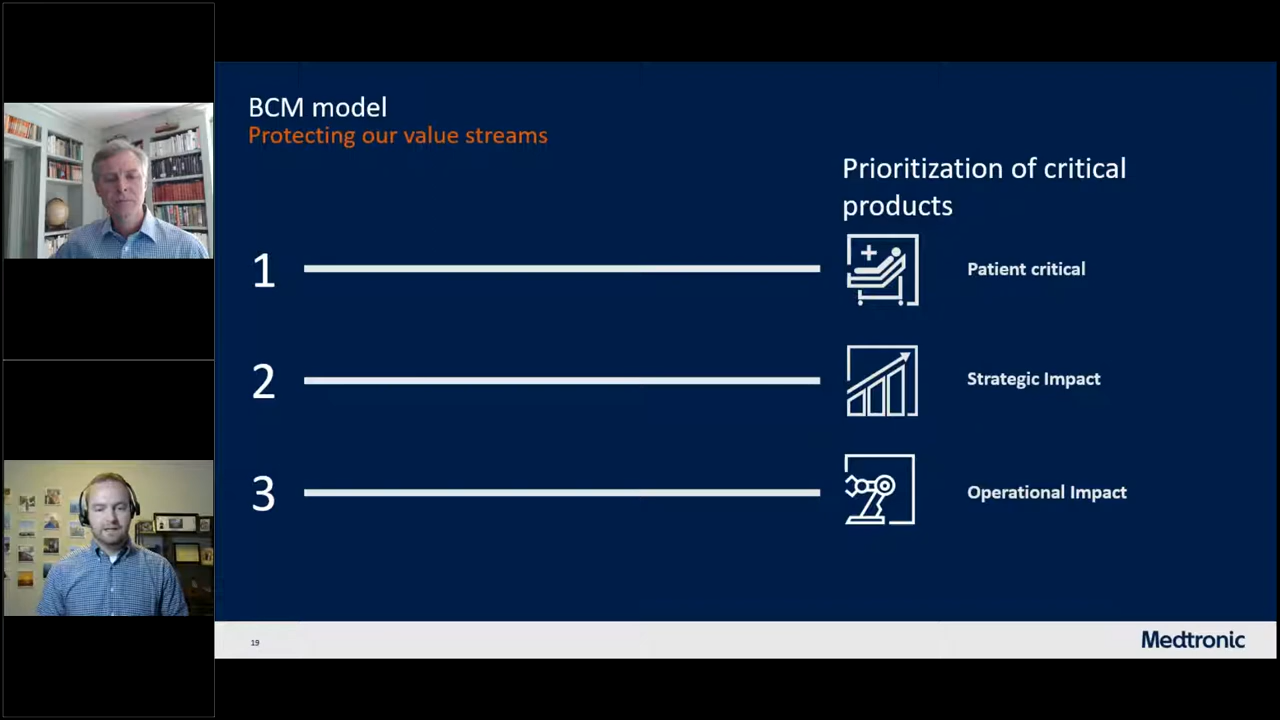 BCM model
Protecting our value streams
Prioritization of critical
products
1
Patient critical
2
Strategic Impact
3
Operational Impact
19
Medtronic